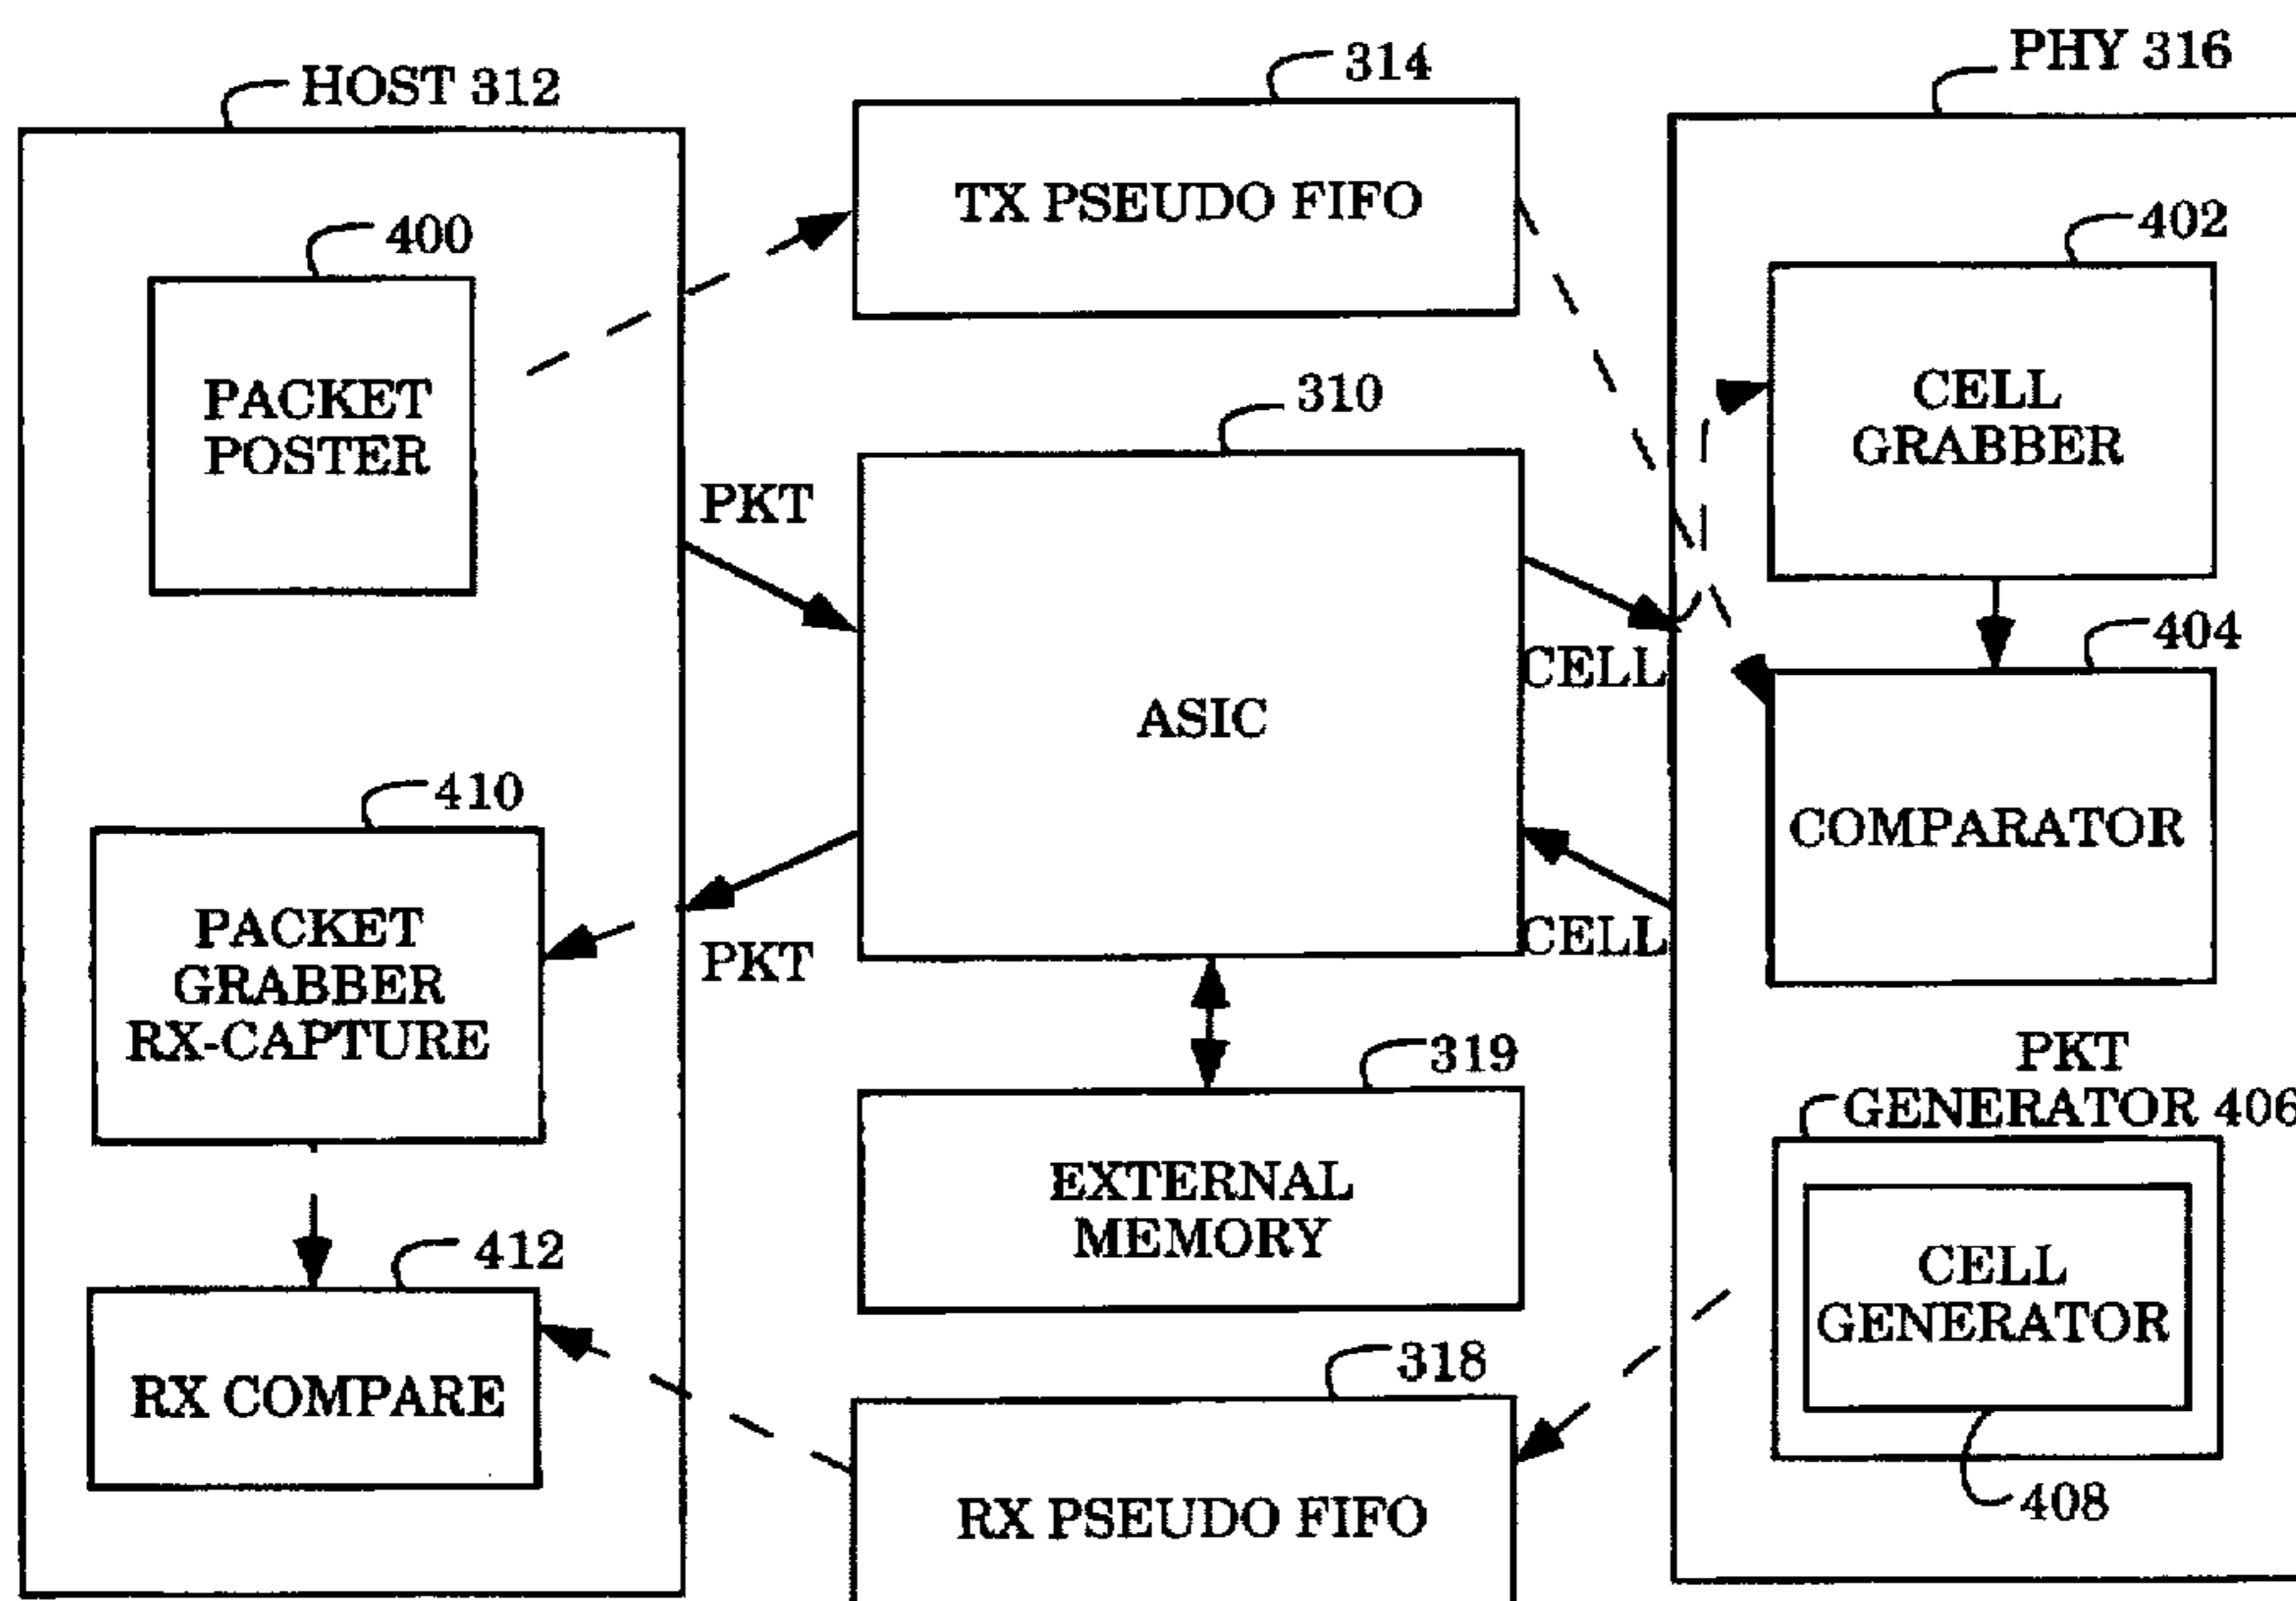 HOST 312
314
PHY 316
TX PSEUDO FIFO
400
402
PACKET
POSTER
CELL
GRABBER
310
PKT
CELL
404
ASIC
COMPARATOR
410
PACKET
GRABBER
RX-CAPTURE
PKT
CELL
319
PKT
GENERATOR 406
EXTERNAL
MEMORY
CELL
GENERATOR
412
318
RX COMPARE
408
RX PSEUDO FIFO